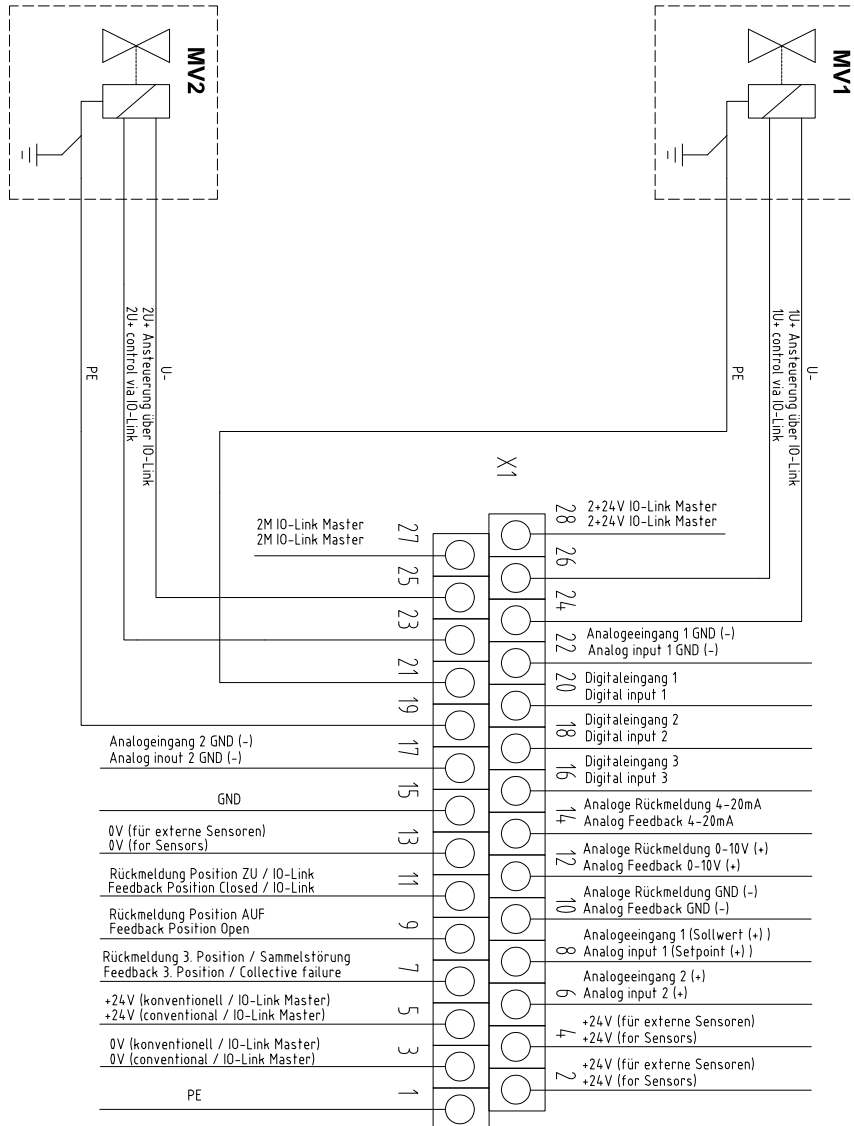 MV2
MV1
2U+ Ansteuerung über IO-Link
2U+ control via IO-Link
U-
PE
1U+ Ansteuerung über IO-Link
1U+ control via IO-Link
U-
PE
X1
2M IO-Link Master
2M IO-Link Master
27
25
23
21
19
Analogeingang 2 GND (-)
Analog inout 2 GND (-)
17
GND
15
0V (für externe Sensoren)
0V (for Sensors)
13
Rückmeldung Position ZU / IO-Link
Feedback Position Closed / IO-Link
11
Rückmeldung Position AUF
Feedback Position Open
9
Rückmeldung 3. Position / Sammelstörung
Feedback 3. Position / Collective failure
7
+24V (konventionell / IO-Link Master)
+24V (conventional / IO-Link Master)
5
0V (konventionell / IO-Link Master)
0V (conventional / IO-Link Master)
3
PE
1
28
2+24V IO-Link Master
2+24V IO-Link Master
26
24
22
Analogeeingang 1 GND (-)
Analog input 1 GND (-)
20
Digitaleingang 1
Digital input 1
18
Digitaleingang 2
Digital input 2
16
Digitaleingang 3
Digital input 3
14
Analoge Rückmeldung 4-20mA
Analog Feedback 4-20mA
12
Analoge Rückmeldung 0-10V (+)
Analog Feedback 0-10V (+)
10
Analoge Rückmeldung GND (-)
Analog Feedback GND (-)
8
Analogeeingang 1 (Sollwert (+) )
Analog input 1 (Setpoint (+) )
6
Analogeeingang 2 (+)
Analog input 2 (+)
4
+24V (für externe Sensoren)
+24V (for Sensors)
2
+24V (für externe Sensoren)
+24V (for Sensors)